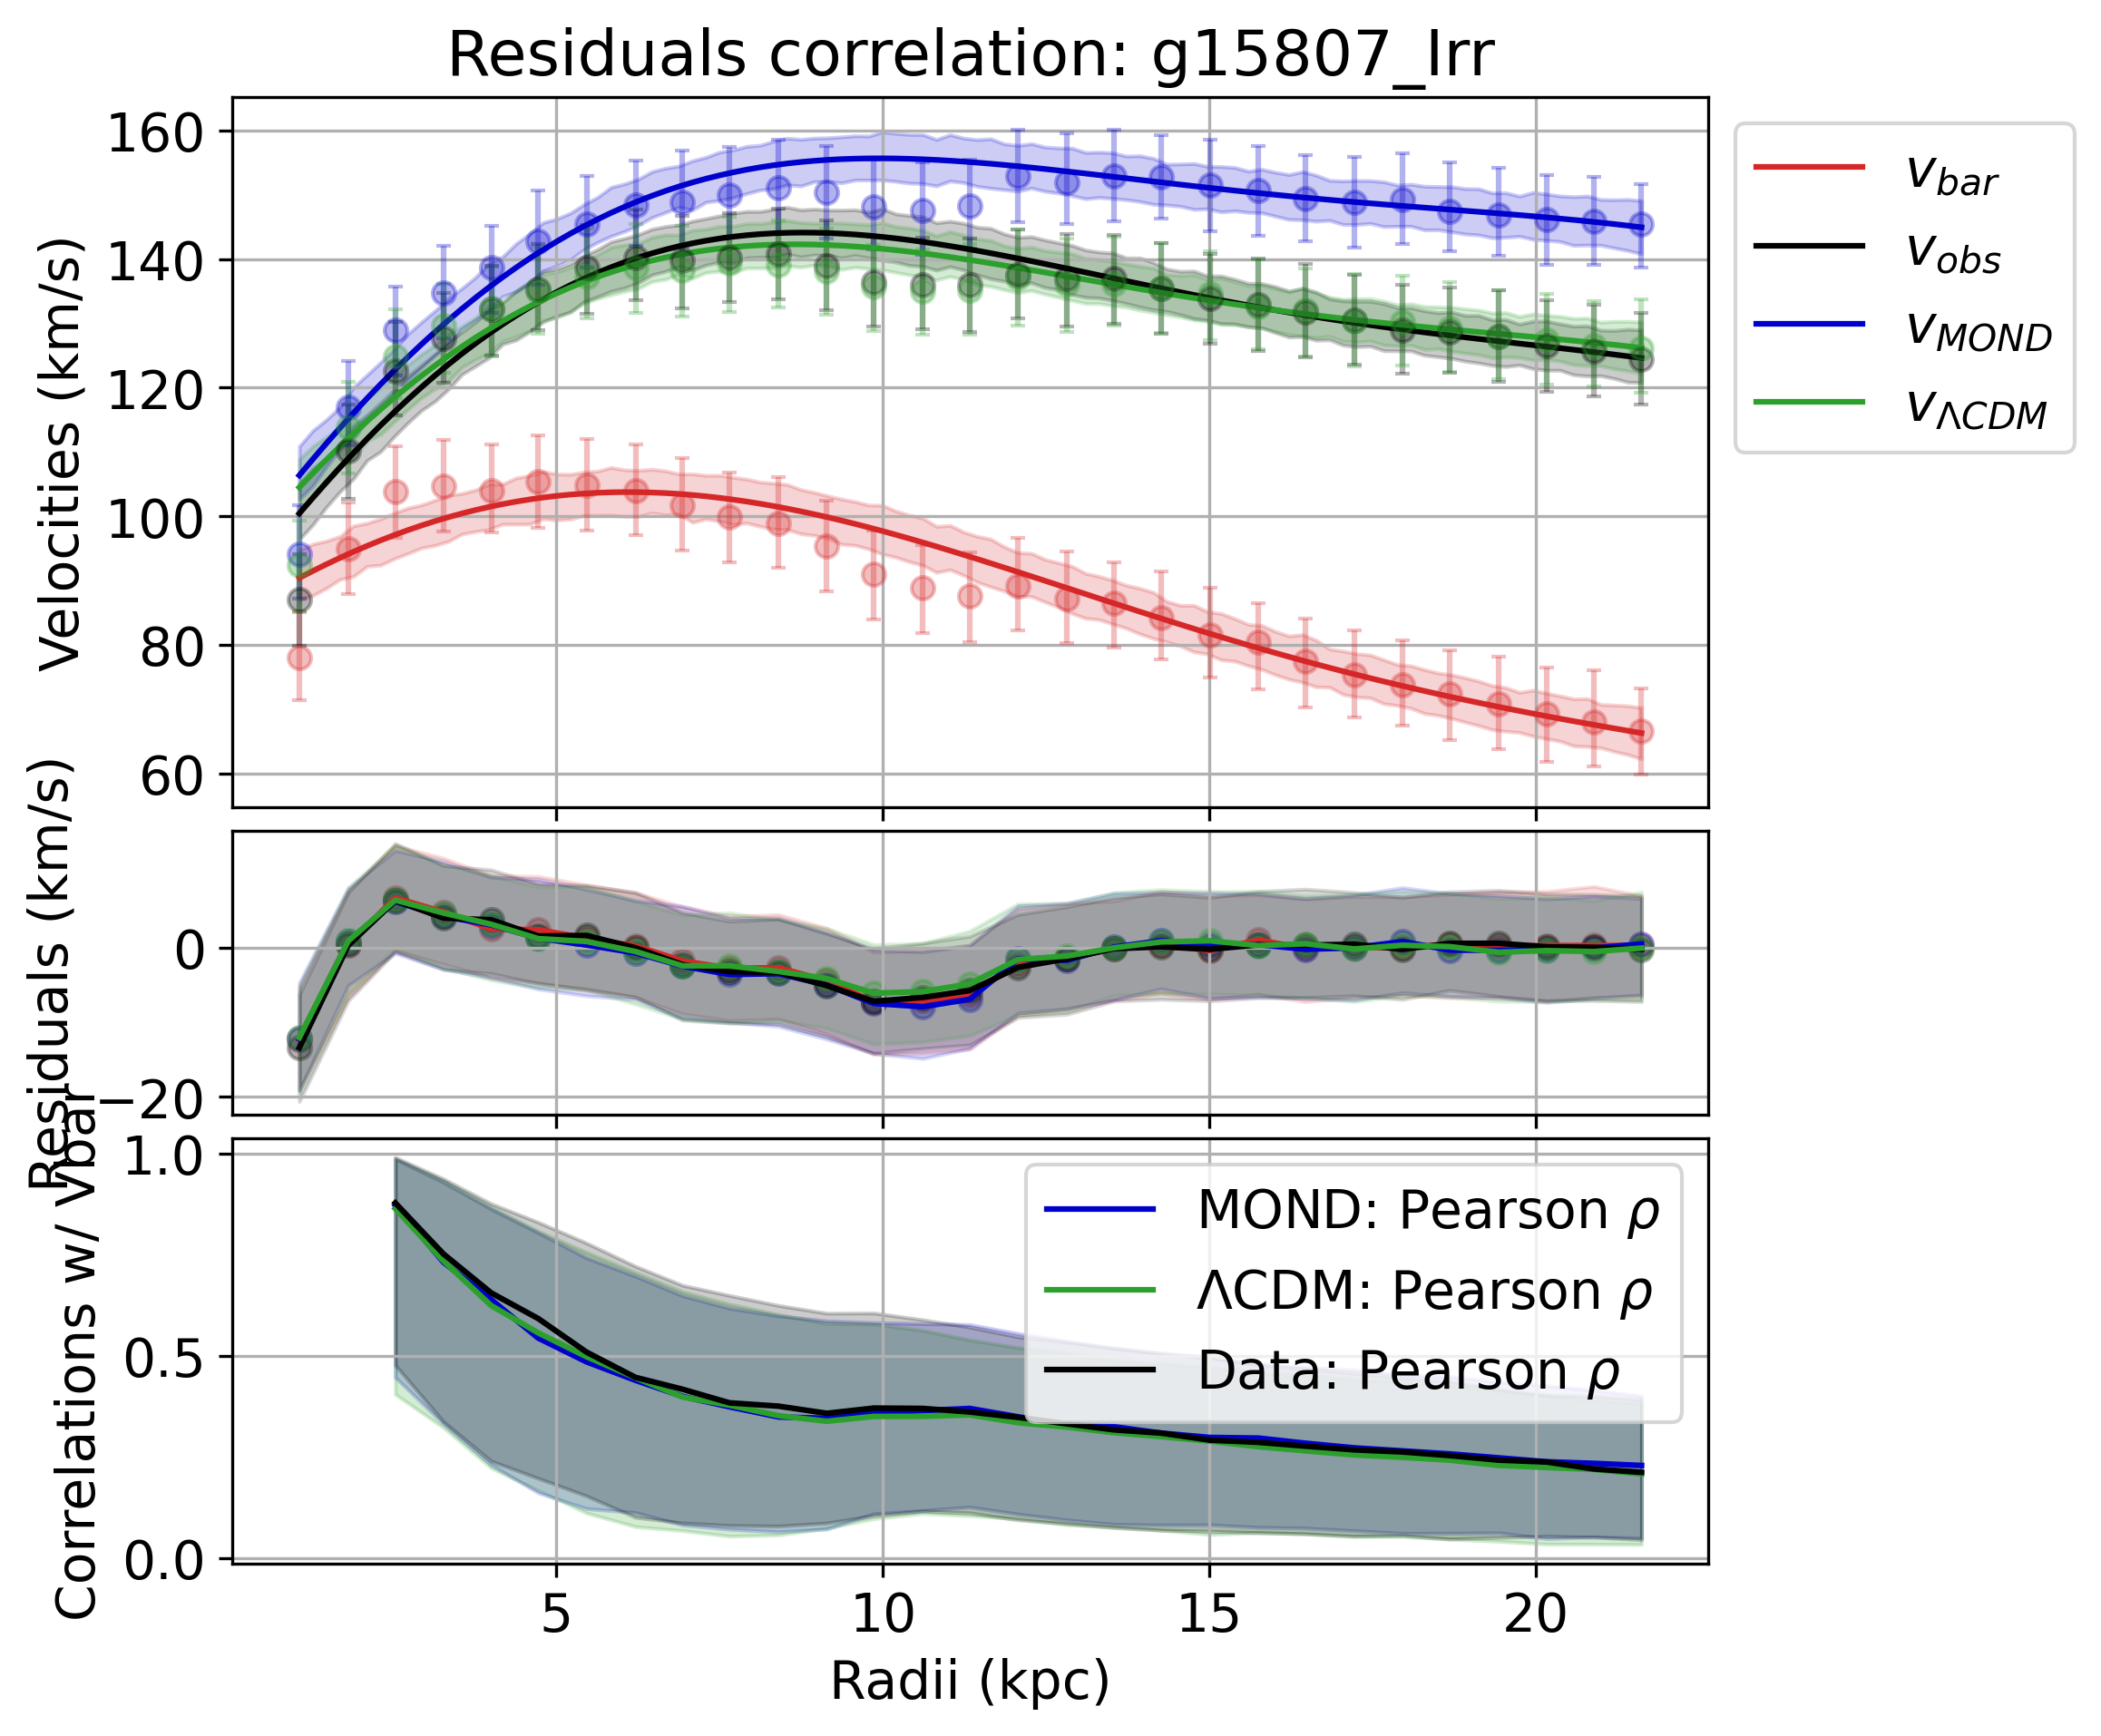 Residuals correlation: g15807_Irr
Velocities (km/s)
160
140
120
100
80
60
v_bar
v_obs
v_MOND
v_ΛCDM
Residuals (km/s)
0
−20
Correlations w/ Vbar
1.0
0.5
0.0
MOND: Pearson ρ
ΛCDM: Pearson ρ
Data: Pearson ρ
5 10 15 20
Radii (kpc)